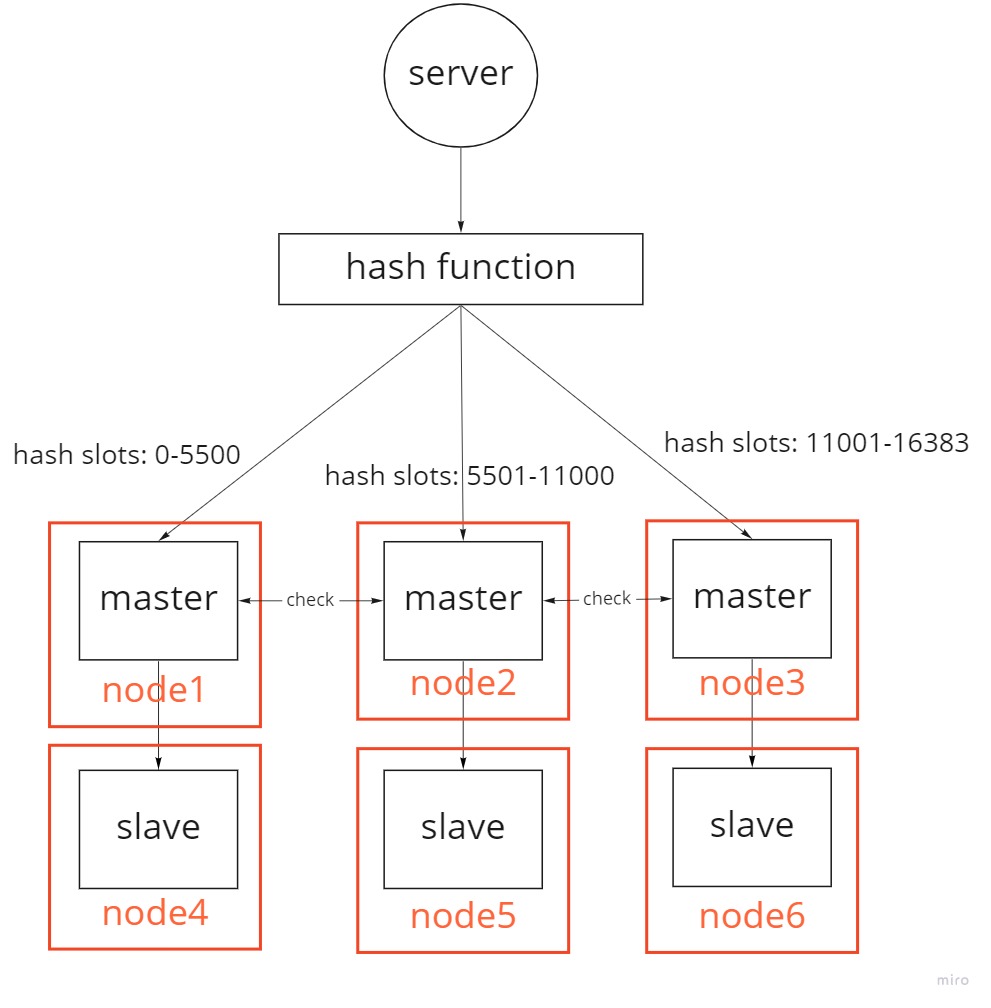 server
hash function
hash slots: 0-5500
hash slots: 5501-11000
hash slots: 11001-16383
master
check
master
check
master
node1
node2
node3
slave
slave
slave
node4
node5
node6
miro